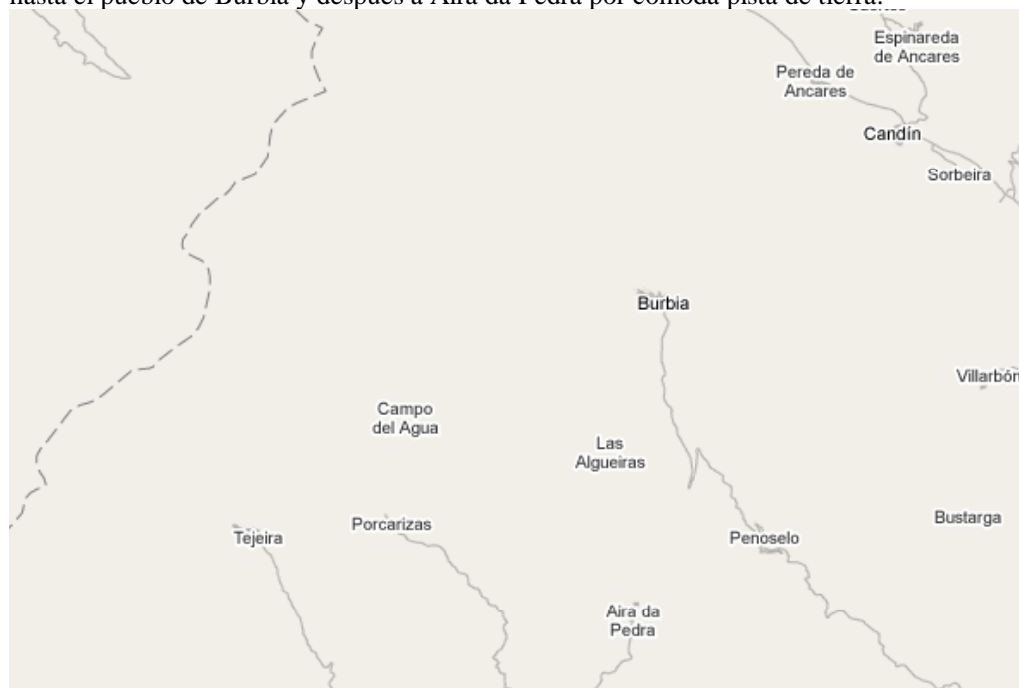 hasta el pueblo de Burbia y después a Aira da Pedra por cómoda pista de tierra.
Espinareda
de Ancares
Pereda de
Ancares
Candín
Sorbeira
Burbia
Villarbón
Campo
del Agua
Las
Algueiras
Bustarga
Porcarizas
Tejeira
Penoselo
Aira da
Pedra